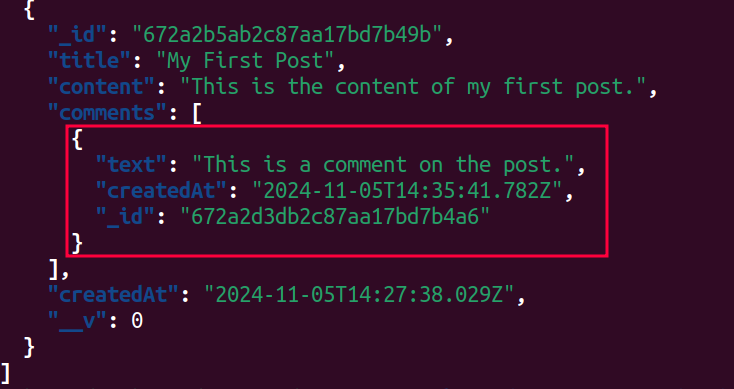 {
"_id": "672a2b5ab2c87aa17bd7b49b",
"title": "My First Post",
"content": "This is the content of my first post.",
"comments": [
{
"text": "This is a comment on the post.",
"createdAt": "2024-11-05T14:35:41.782Z",
"_id": "672a2d3db2c87aa17bd7b4a6"
}
],
"createdAt": "2024-11-05T14:27:38.029Z",
"__v": 0
}
]